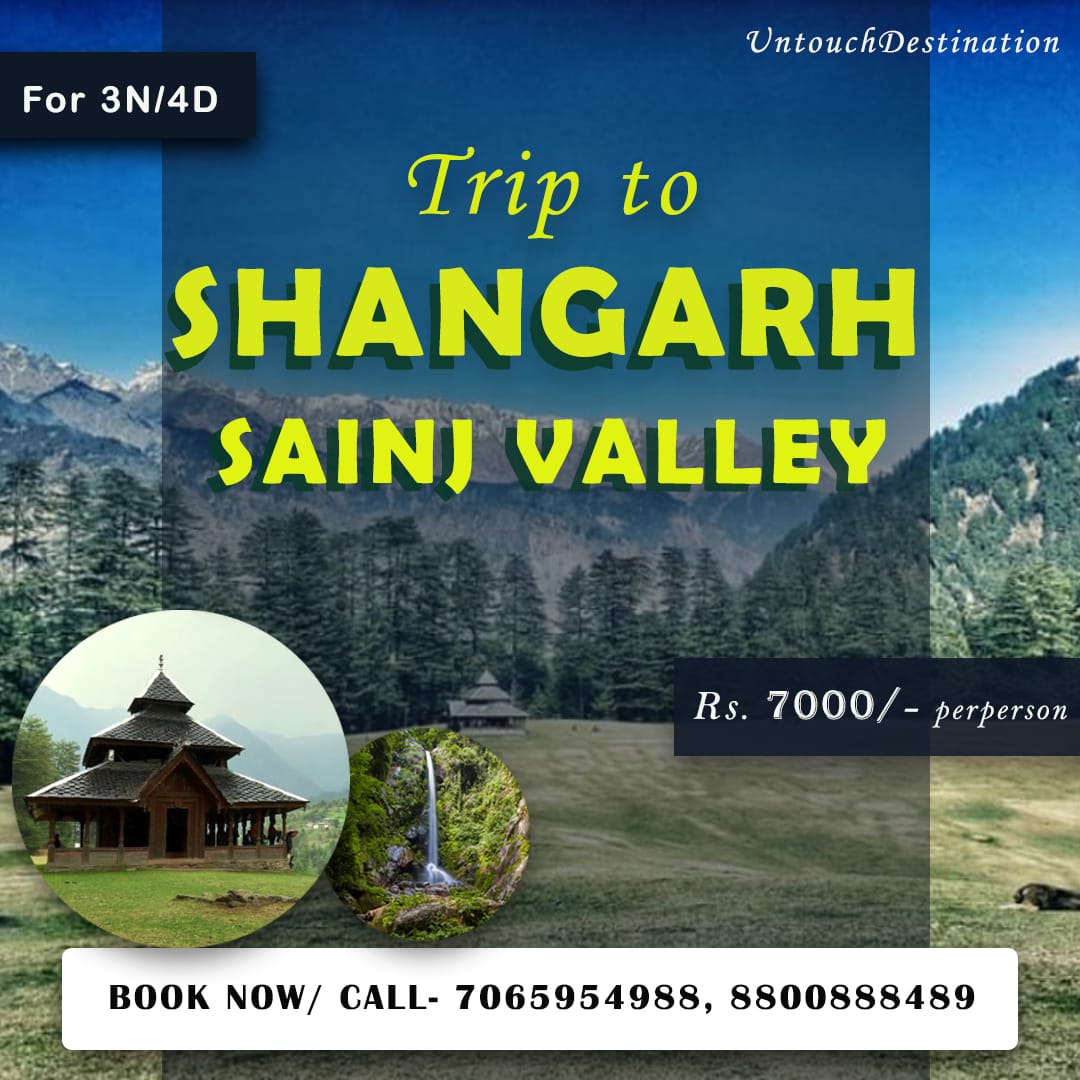 UntouchDestination
For 3N/4D
Trip to
SHANGARH
SAINJ VALLEY
Rs. 7000/- perperson
BOOK NOW/ CALL- 7065954988, 8800888489